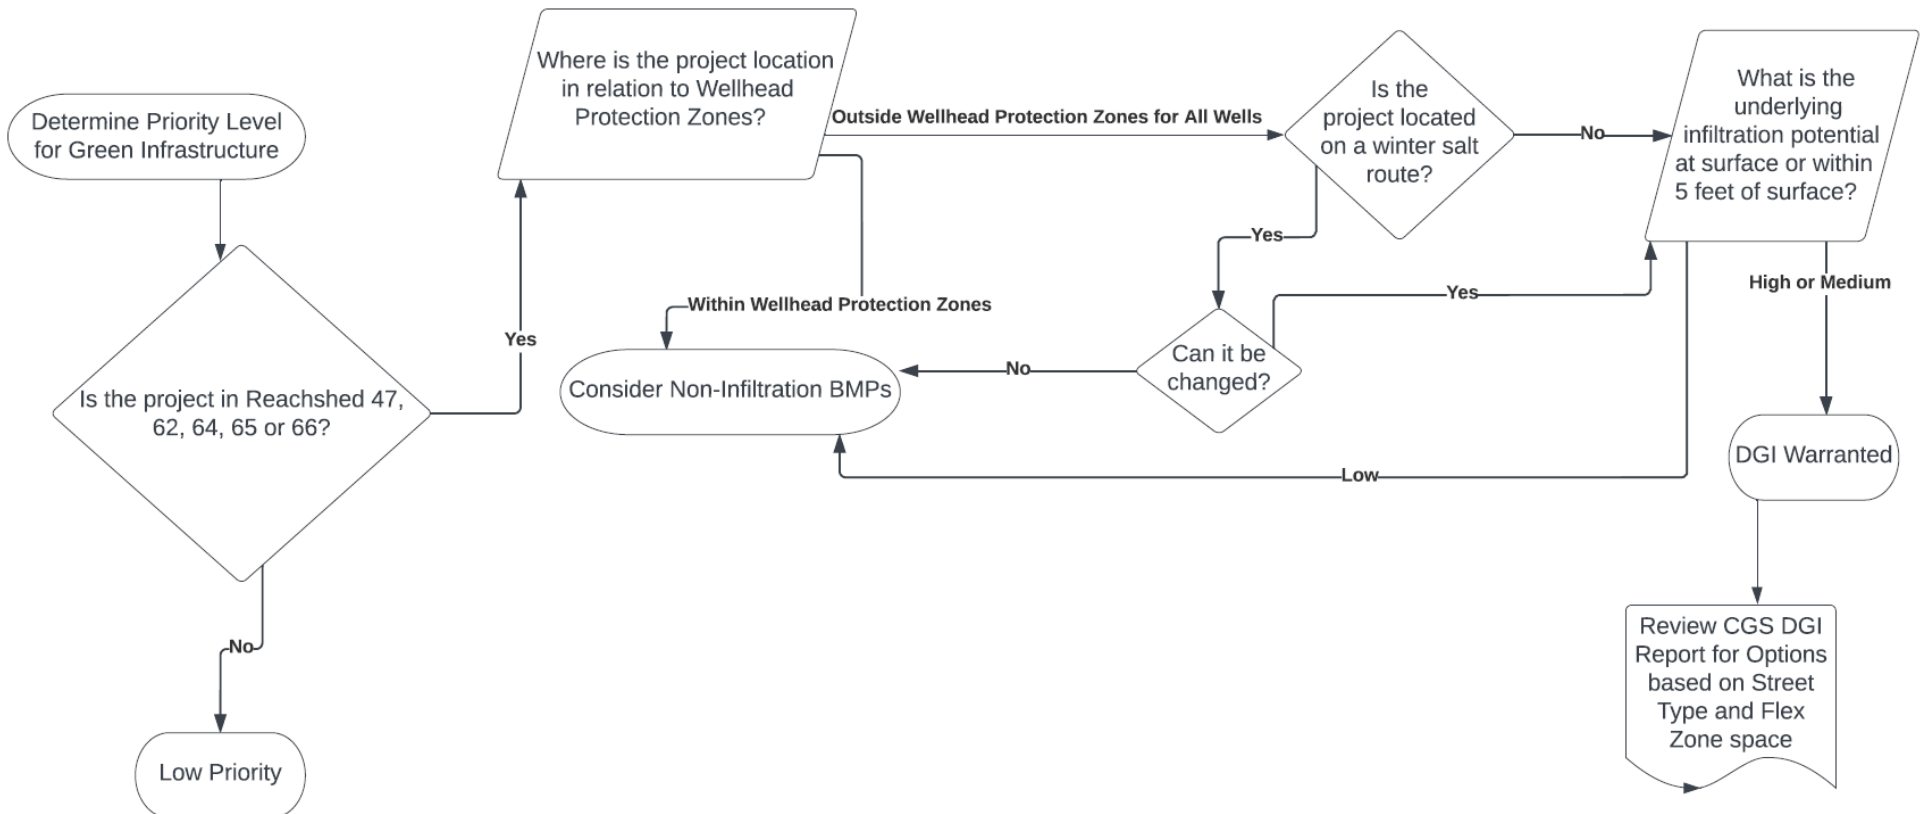 Determine Priority Level
for Green Infrastructure
Is the project in Reachshed 47,
62, 64, 65 or 66?
No
Low Priority
Yes
Where is the project location
in relation to Wellhead
Protection Zones?
Outside Wellhead Protection Zones for All Wells
Within Wellhead Protection Zones
Consider Non-Infiltration BMPs
Is the
project located
on a winter salt
route?
Yes
Can it be
changed?
No
Yes
No
What is the
underlying
infiltration potential
at surface or within
5 feet of surface?
Low
High or Medium
DGI Warranted
Review CGS DGI
Report for Options
based on Street
Type and Flex
Zone space